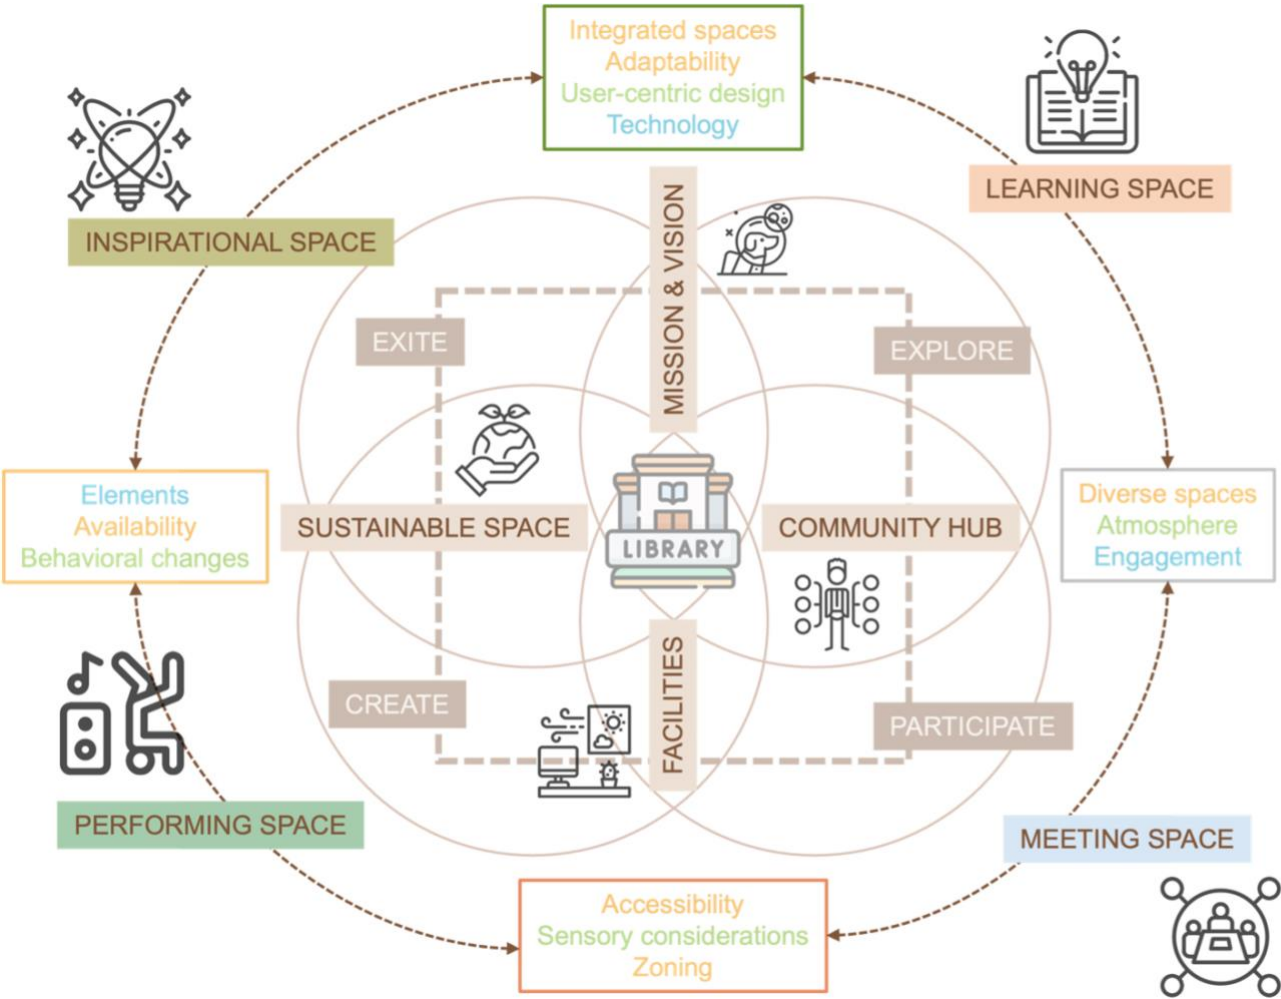 Integrated spaces
Adaptability
User-centric design
Technology
LEARNING SPACE
INSPIRATIONAL SPACE
MISSION & VISION
EXITE
EXPLORE
Elements
Availability
Behavioral changes
SUSTAINABLE SPACE
LIBRARY
COMMUNITY HUB
Diverse spaces
Atmosphere
Engagement
FACILITIES
CREATE
PARTICIPATE
PERFORMING SPACE
MEETING SPACE
Accessibility
Sensory considerations
Zoning